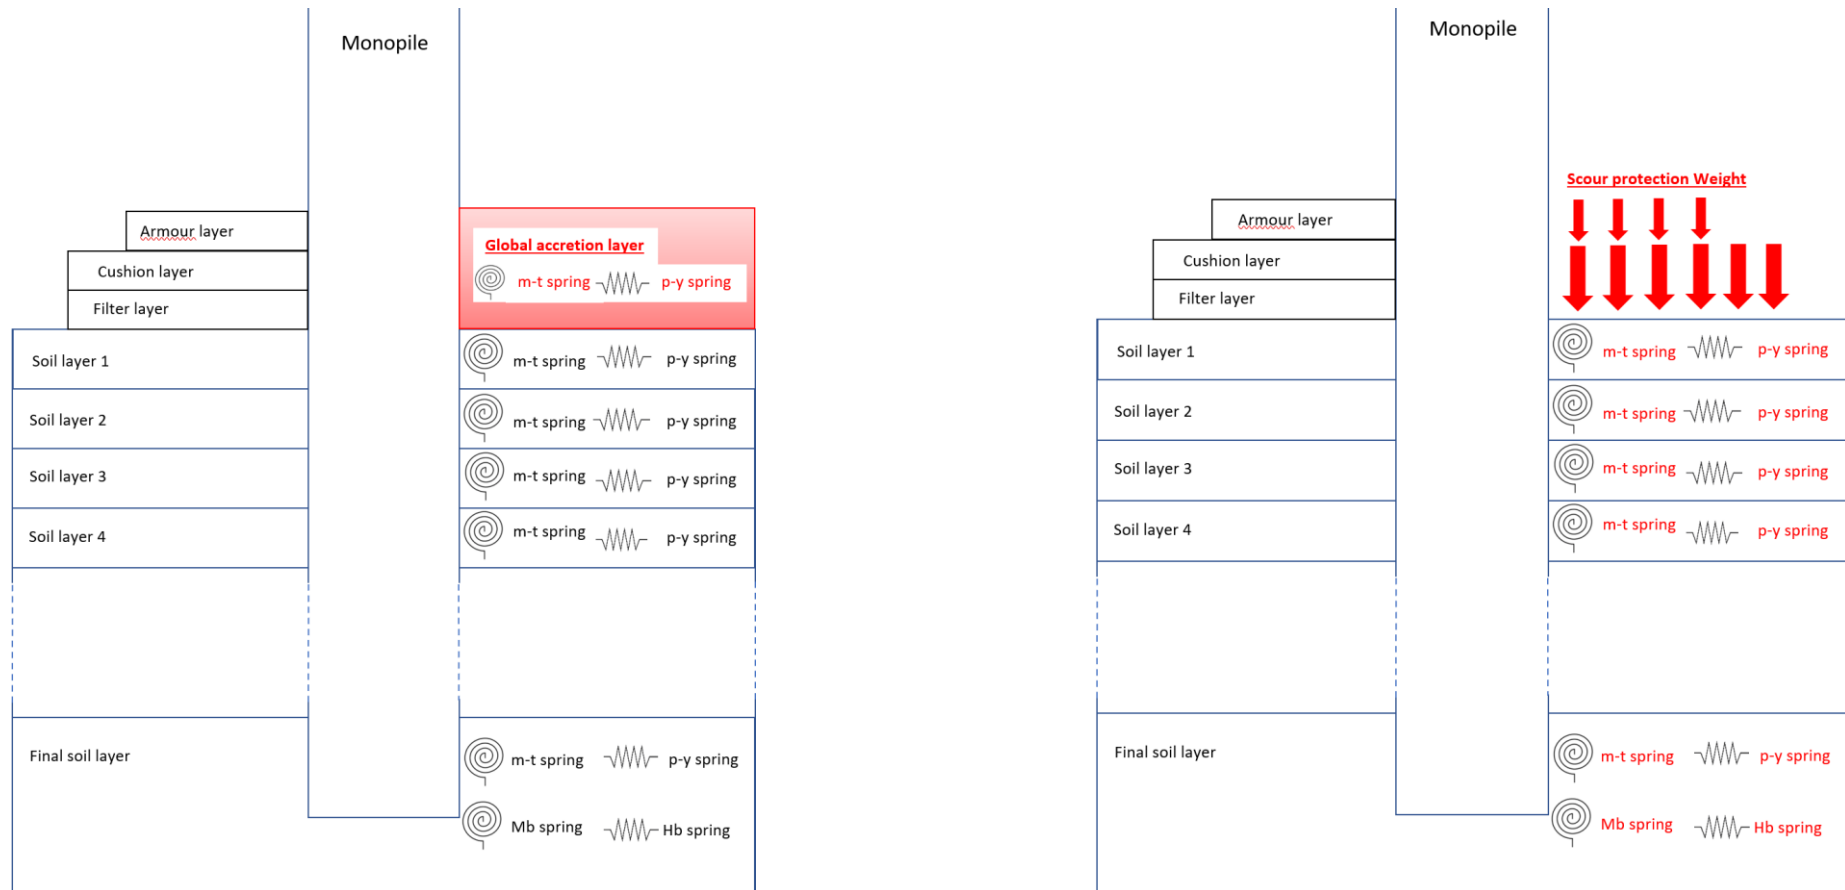 Monopile
Armour layer
Cushion layer
Filter layer
Global accretion layer
m-t spring p-y spring
Soil layer 1
m-t spring p-y spring
Soil layer 2
m-t spring p-y spring
Soil layer 3
m-t spring p-y spring
Soil layer 4
m-t spring p-y spring
Final soil layer
m-t spring p-y spring
Mb spring Hb spring
Monopile
Scour protection Weight
Armour layer
Cushion layer
Filter layer
Soil layer 1
m-t spring p-y spring
Soil layer 2
m-t spring p-y spring
Soil layer 3
m-t spring p-y spring
Soil layer 4
m-t spring p-y spring
Final soil layer
m-t spring p-y spring
Mb spring Hb spring